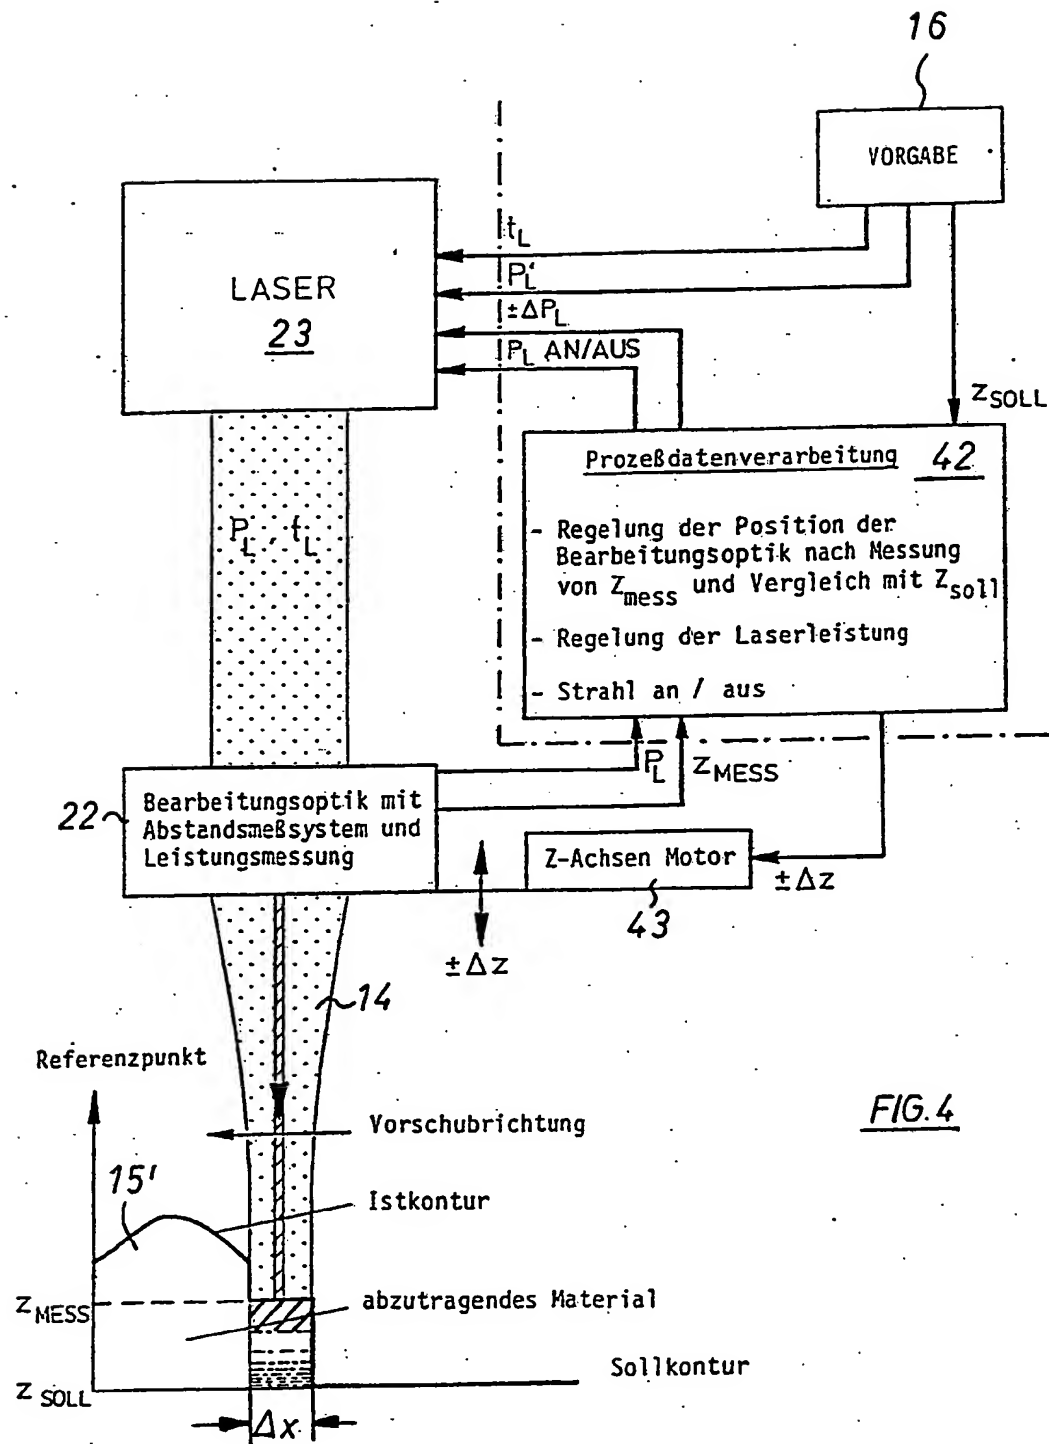 16
VORGABE
t_L
P_L'
±ΔP_L
P_L AN/AUS
LASER
23
z_SOLL
Prozeßdatenverarbeitung 42
- Regelung der Position der
Bearbeitungsoptik nach Messung
von Z_mess und Vergleich mit Z_soll
- Regelung der Laserleistung
- Strahl an / aus
P_L, t_L
P_L
z_MESS
22
Bearbeitungsoptik mit
Abstandsmeßsystem und
Leistungsmessung
Z-Achsen Motor
±Δz
43
±Δz
14
Referenzpunkt
Vorschubrichtung
FIG. 4
15'
Istkontur
z_MESS
abzutragendes Material
Sollkontur
z_SOLL
Δx